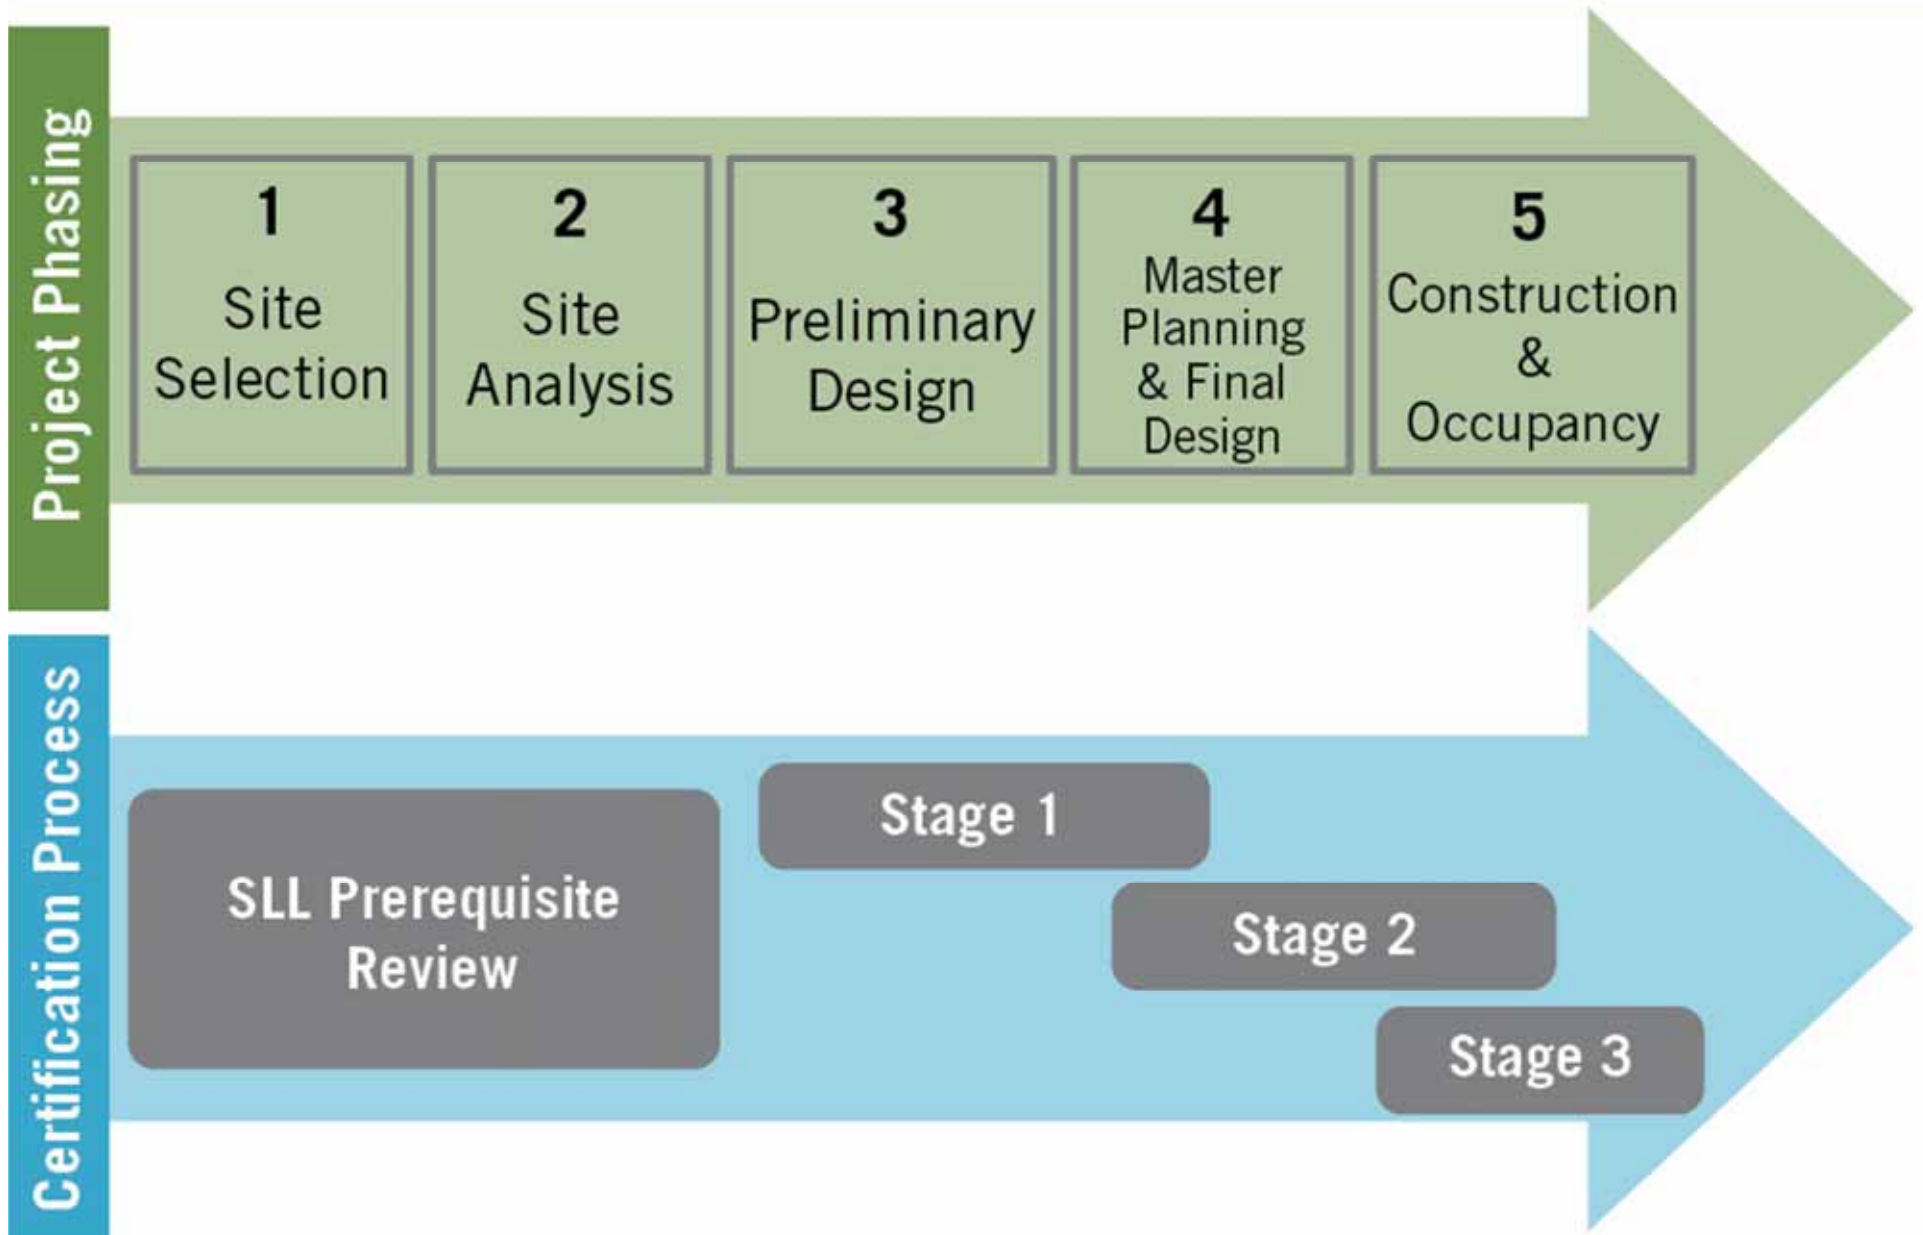 Project Phasing
1
Site
Selection
2
Site
Analysis
3
Preliminary
Design
4
Master
Planning
& Final
Design
5
Construction
&
Occupancy
Certification Process
SLL Prerequisite
Review
Stage 1
Stage 2
Stage 3